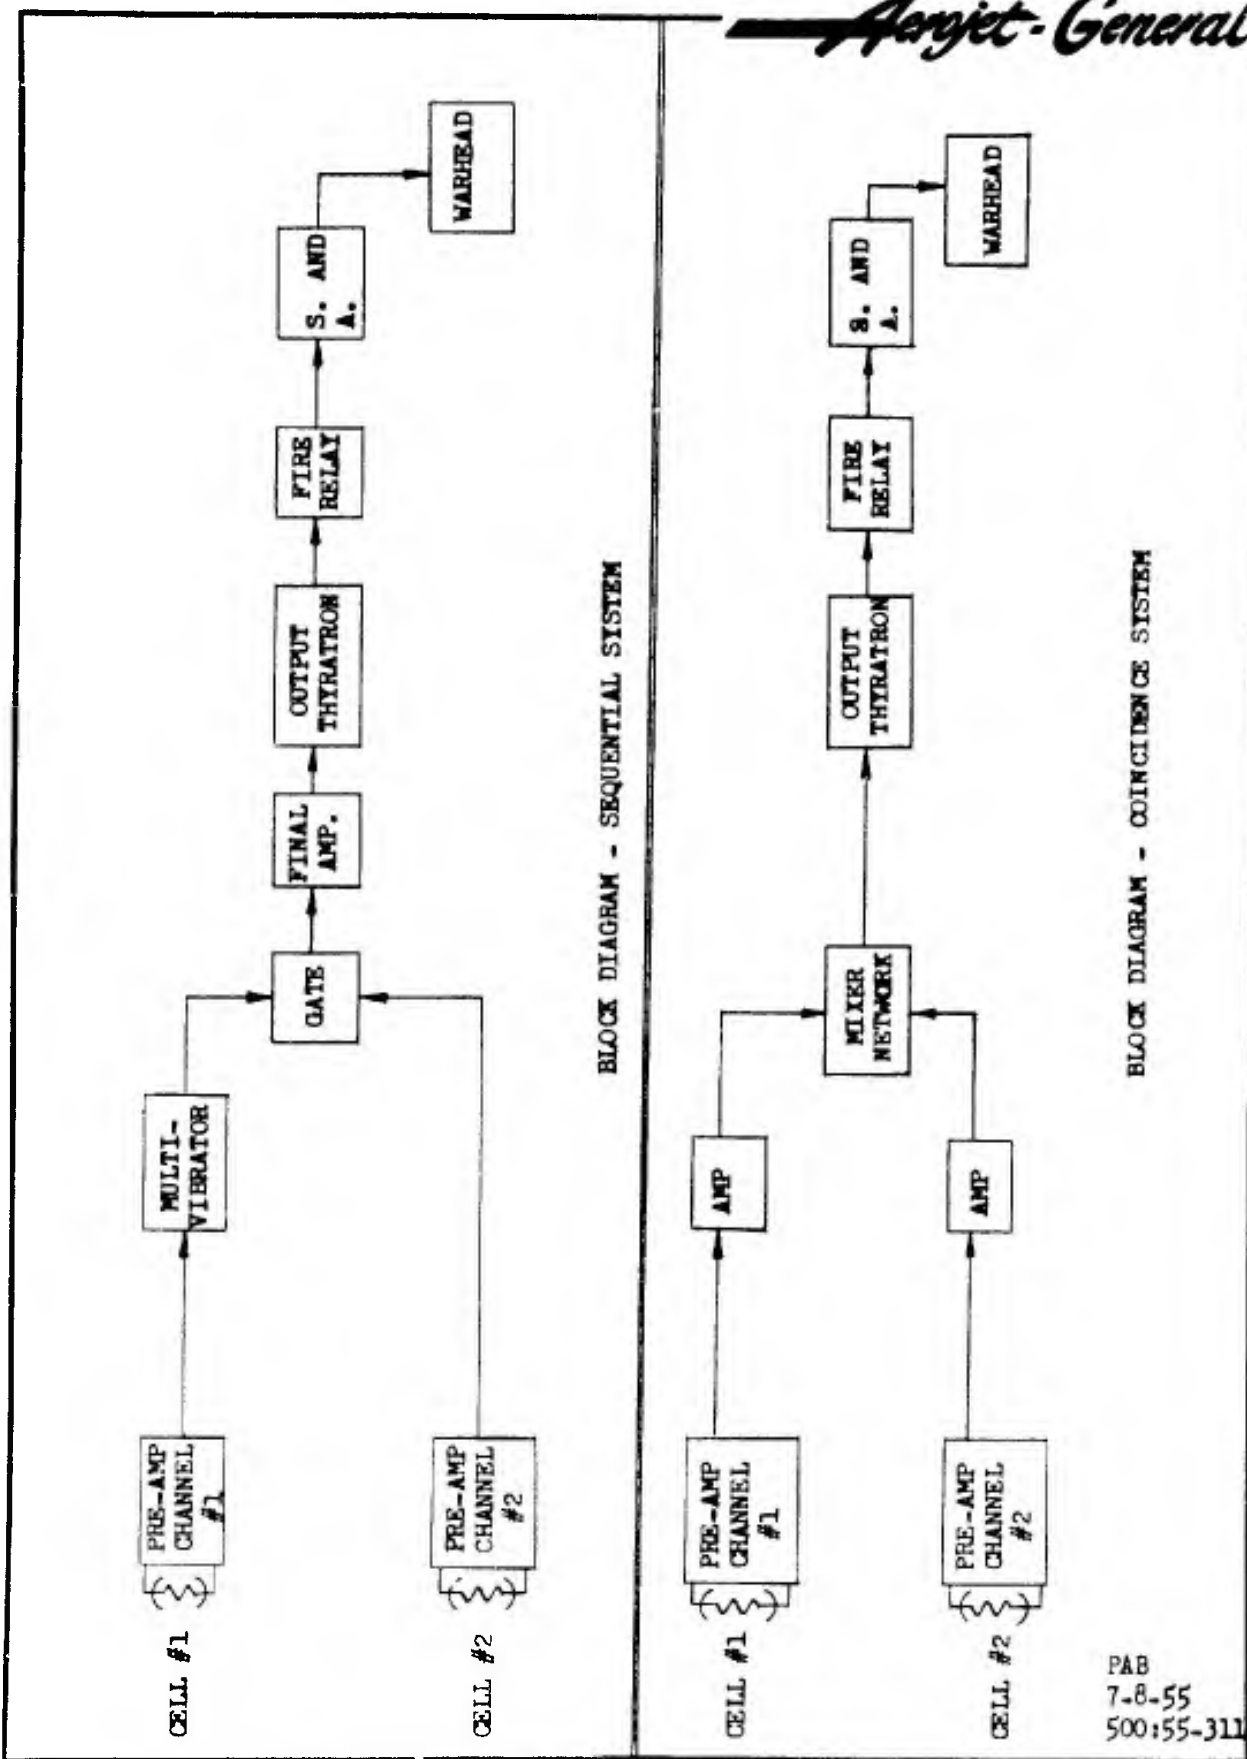 Aerojet-General
CELL #1
PRE-AMP
CHANNEL
#1
MULTI-
VIBRATOR
CELL #2
PRE-AMP
CHANNEL
#2
GATE
FINAL
AMP.
OUTPUT
THYRATRON
FIRE
RELAY
S. AND
A.
WARHEAD
BLOCK DIAGRAM - SEQUENTIAL SYSTEM
CELL #1
PRE-AMP
CHANNEL
#1
AMP
CELL #2
PRE-AMP
CHANNEL
#2
AMP
MIXER
NETWORK
OUTPUT
THYRATRON
FIRE
RELAY
S. AND
A.
WARHEAD
BLOCK DIAGRAM - COINCIDENCE SYSTEM
PAB
7-8-55
500:55-311